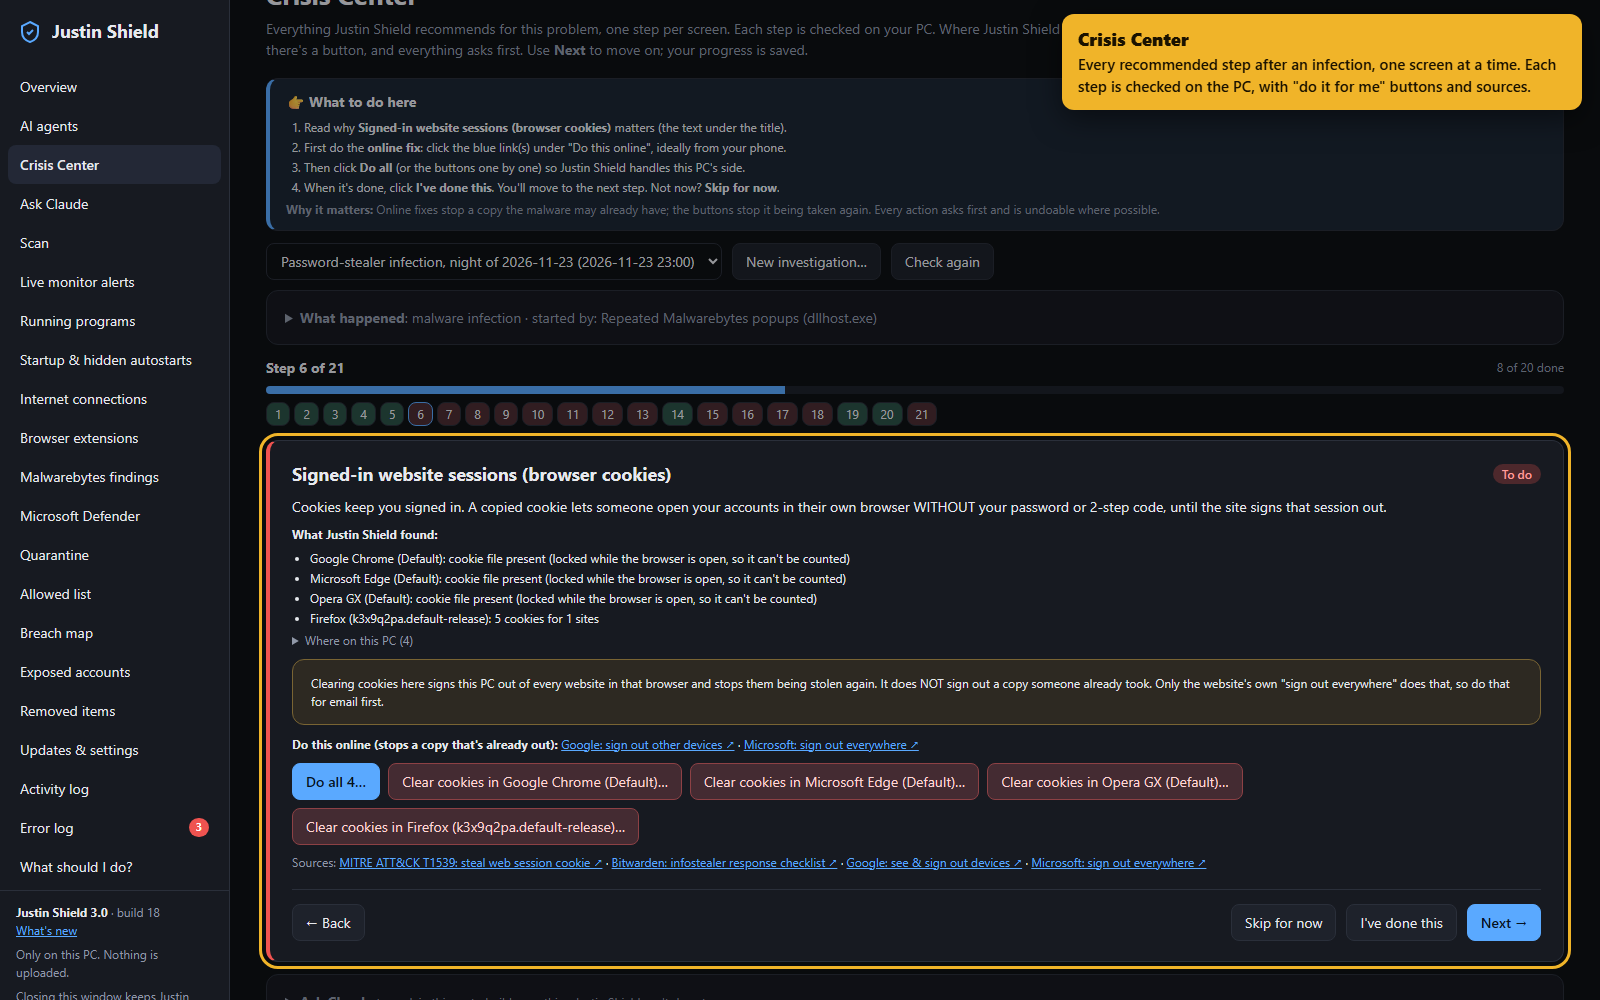 Justin Shield
Overview
AI agents
Crisis Center
Ask Claude
Scan
Live monitor alerts
Running programs
Startup & hidden autostarts
Internet connections
Browser extensions
Malwarebytes findings
Microsoft Defender
Quarantine
Allowed list
Breach map
Exposed accounts
Removed items
Updates & settings
Activity log
Error log 3
What should I do?
Justin Shield 3.0 · build 18
What's new
Only on this PC. Nothing is
uploaded.
Closing this window keeps Justin
Crisis Center
Everything Justin Shield recommends for this problem, one step per screen. Each step is checked on your PC. Where Justin Shield
there's a button, and everything asks first. Use Next to move on; your progress is saved.
Crisis Center
Every recommended step after an infection, one screen at a time. Each
step is checked on the PC, with "do it for me" buttons and sources.
👉 What to do here
1. Read why Signed-in website sessions (browser cookies) matters (the text under the title).
2. First do the online fix: click the blue link(s) under "Do this online", ideally from your phone.
3. Then click Do all (or the buttons one by one) so Justin Shield handles this PC's side.
4. When it's done, click I've done this. You'll move to the next step. Not now? Skip for now.
Why it matters: Online fixes stop a copy the malware may already have; the buttons stop it being taken again. Every action asks first and is undoable where possible.
Password-stealer infection, night of 2026-11-23 (2026-11-23 23:00) New investigation... Check again
▶ What happened: malware infection · started by: Repeated Malwarebytes popups (dllhost.exe)
Step 6 of 21 8 of 20 done
1 2 3 4 5 6 7 8 9 10 11 12 13 14 15 16 17 18 19 20 21
Signed-in website sessions (browser cookies) To do
Cookies keep you signed in. A copied cookie lets someone open your accounts in their own browser WITHOUT your password or 2-step code, until the site signs that session out.
What Justin Shield found:
• Google Chrome (Default): cookie file present (locked while the browser is open, so it can't be counted)
• Microsoft Edge (Default): cookie file present (locked while the browser is open, so it can't be counted)
• Opera GX (Default): cookie file present (locked while the browser is open, so it can't be counted)
• Firefox (k3x9q2pa.default-release): 5 cookies for 1 sites
▶ Where on this PC (4)
Clearing cookies here signs this PC out of every website in that browser and stops them being stolen again. It does NOT sign out a copy someone already took. Only the website's own "sign out everywhere" does that, so do that
for email first.
Do this online (stops a copy that's already out): Google: sign out other devices ↗ · Microsoft: sign out everywhere ↗
Do all 4... Clear cookies in Google Chrome (Default)... Clear cookies in Microsoft Edge (Default)... Clear cookies in Opera GX (Default)...
Clear cookies in Firefox (k3x9q2pa.default-release)...
Sources: MITRE ATT&CK T1539: steal web session cookie ↗ · Bitwarden: infostealer response checklist ↗ · Google: see & sign out devices ↗ · Microsoft: sign out everywhere ↗
← Back Skip for now I've done this Next →